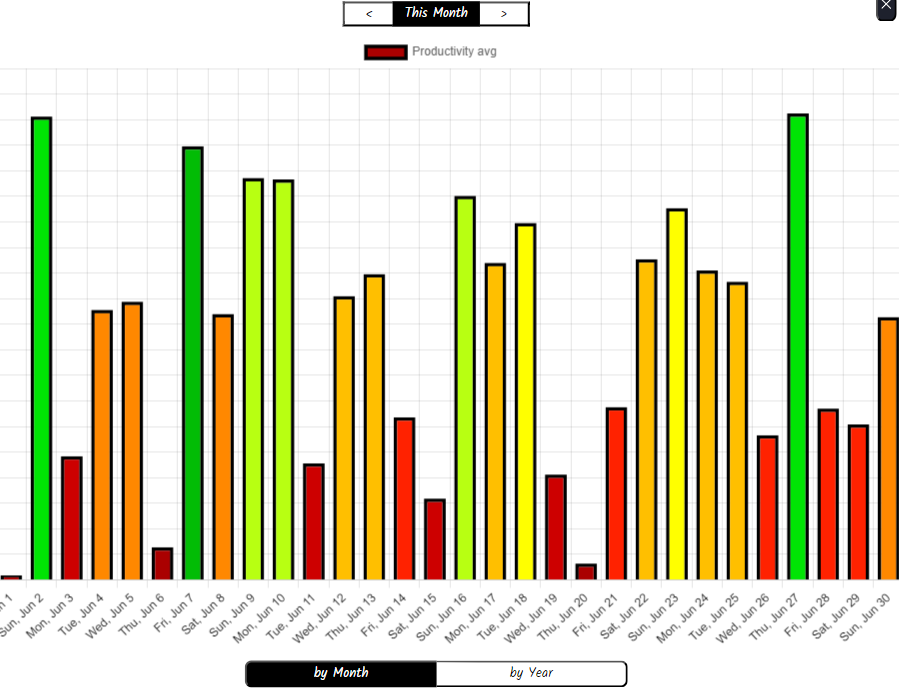 < This Month >
Productivity avg
n 1
Sun, Jun 2
Mon, Jun 3
Tue, Jun 4
Wed, Jun 5
Thu, Jun 6
Fri, Jun 7
Sat, Jun 8
Sun, Jun 9
Mon, Jun 10
Tue, Jun 11
Wed, Jun 12
Thu, Jun 13
Fri, Jun 14
Sat, Jun 15
Sun, Jun 16
Mon, Jun 17
Tue, Jun 18
Wed, Jun 19
Thu, Jun 20
Fri, Jun 21
Sat, Jun 22
Sun, Jun 23
Mon, Jun 24
Tue, Jun 25
Wed, Jun 26
Thu, Jun 27
Fri, Jun 28
Sat, Jun 29
Sun, Jun 30
by Month by Year